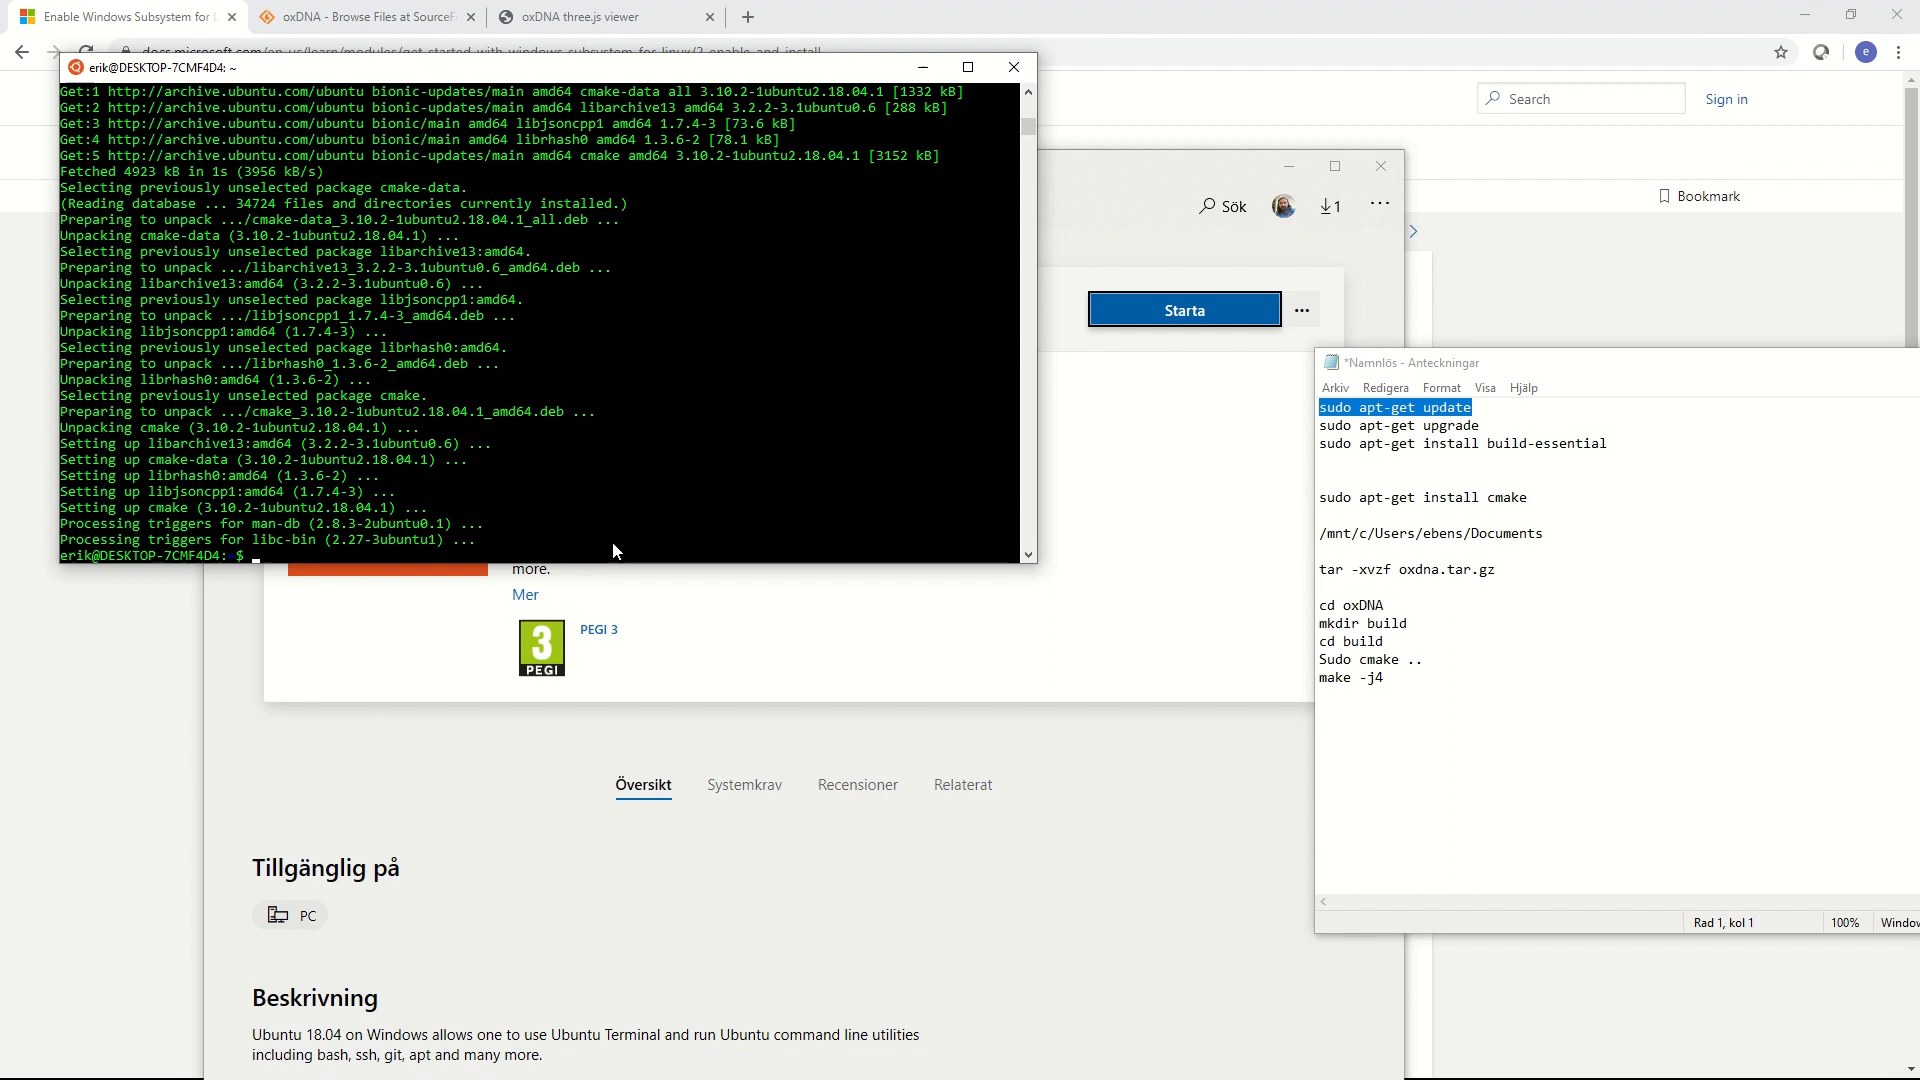 Enable Windows Subsystem for L
oxDNA - Browse Files at SourceF
oxDNA three.js viewer
docs.microsoft.com/en-us/learn/modules/get-started-with-windows-subsystem-for-linux/2-enable-and-install
e
erik@DESKTOP-7CMF4D4: ~
Get:1 http://archive.ubuntu.com/ubuntu bionic-updates/main amd64 cmake-data all 3.10.2-1ubuntu2.18.04.1 [1332 kB]
Get:2 http://archive.ubuntu.com/ubuntu bionic-updates/main amd64 libarchive13 amd64 3.2.2-3.1ubuntu0.6 [288 kB]
Get:3 http://archive.ubuntu.com/ubuntu bionic/main amd64 libjsoncpp1 amd64 1.7.4-3 [73.6 kB]
Get:4 http://archive.ubuntu.com/ubuntu bionic/main amd64 librhash0 amd64 1.3.6-2 [78.1 kB]
Get:5 http://archive.ubuntu.com/ubuntu bionic-updates/main amd64 cmake amd64 3.10.2-1ubuntu2.18.04.1 [3152 kB]
Fetched 4923 kB in 1s (3956 kB/s)
Selecting previously unselected package cmake-data.
(Reading database ... 34724 files and directories currently installed.)
Preparing to unpack .../cmake-data_3.10.2-1ubuntu2.18.04.1_all.deb ...
Unpacking cmake-data (3.10.2-1ubuntu2.18.04.1) ...
Selecting previously unselected package libarchive13:amd64.
Preparing to unpack .../libarchive13_3.2.2-3.1ubuntu0.6_amd64.deb ...
Unpacking libarchive13:amd64 (3.2.2-3.1ubuntu0.6) ...
Selecting previously unselected package libjsoncpp1:amd64.
Preparing to unpack .../libjsoncpp1_1.7.4-3_amd64.deb ...
Unpacking libjsoncpp1:amd64 (1.7.4-3) ...
Selecting previously unselected package librhash0:amd64.
Preparing to unpack .../librhash0_1.3.6-2_amd64.deb ...
Unpacking librhash0:amd64 (1.3.6-2) ...
Selecting previously unselected package cmake.
Preparing to unpack .../cmake_3.10.2-1ubuntu2.18.04.1_amd64.deb ...
Unpacking cmake (3.10.2-1ubuntu2.18.04.1) ...
Setting up libarchive13:amd64 (3.2.2-3.1ubuntu0.6) ...
Setting up cmake-data (3.10.2-1ubuntu2.18.04.1) ...
Setting up librhash0:amd64 (1.3.6-2) ...
Setting up libjsoncpp1:amd64 (1.7.4-3) ...
Setting up cmake (3.10.2-1ubuntu2.18.04.1) ...
Processing triggers for man-db (2.8.3-2ubuntu0.1) ...
Processing triggers for libc-bin (2.27-3ubuntu1) ...
erik@DESKTOP-7CMF4D4:~$
Search
Sign in
Bookmark
Sök
1
Starta
*Namnlös - Anteckningar
Arkiv Redigera Format Visa Hjälp
sudo apt-get update
sudo apt-get upgrade
sudo apt-get install build-essential
sudo apt-get install cmake
/mnt/c/Users/ebens/Documents
tar -xvzf oxdna.tar.gz
cd oxDNA
mkdir build
cd build
Sudo cmake ..
make -j4
Rad 1, kol 1
100%
Window
more.
Mer
3
PEGI
PEGI 3
Översikt
Systemkrav
Recensioner
Relaterat
Tillgänglig på
PC
Beskrivning
Ubuntu 18.04 on Windows allows one to use Ubuntu Terminal and run Ubuntu command line utilities
including bash, ssh, git, apt and many more.